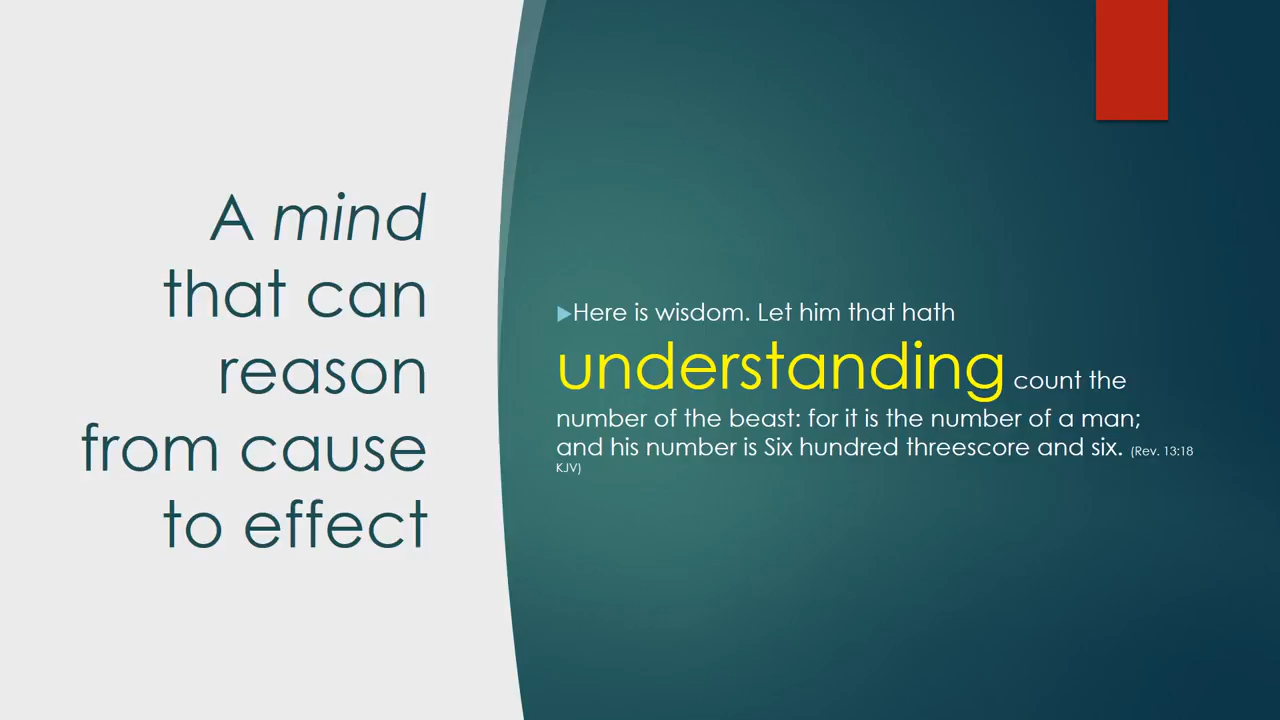 A mind
that can
reason
from cause
to effect
Here is wisdom. Let him that hath
understanding count the
number of the beast: for it is the number of a man;
and his number is Six hundred threescore and six. (Rev. 13:18
KJV)